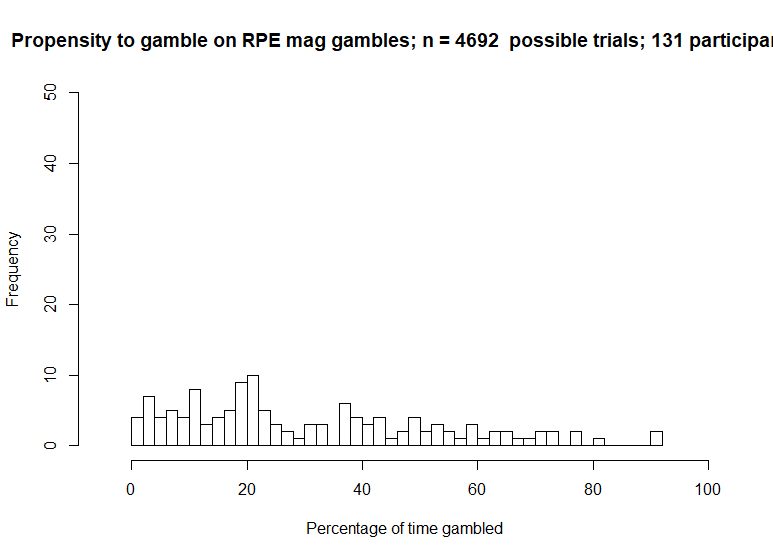 Propensity to gamble on RPE mag gambles; n = 4692 possible trials; 131
Frequency
50
40
30
20
10
0
0 20 40 60 80 100
Percentage of time gambled